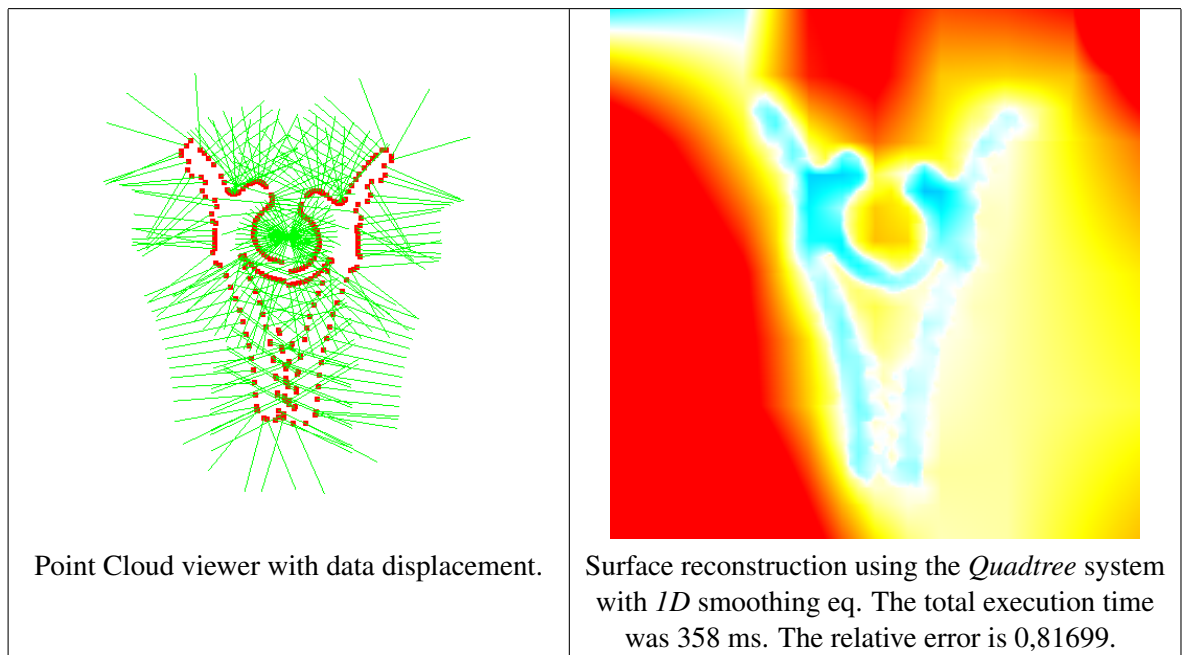 Point Cloud viewer with data displacement.
Surface reconstruction using the Quadtree system
with 1D smoothing eq. The total execution time
was 358 ms. The relative error is 0,81699.